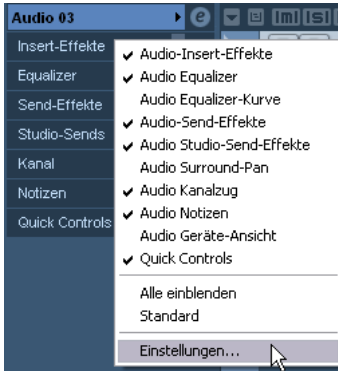 Audio 03
e
m
S
Insert-Effekte
Equalizer
Send-Effekte
Studio-Sends
Kanal
Notizen
Quick Controls
Audio-Insert-Effekte
Audio Equalizer
Audio Equalizer-Kurve
Audio-Send-Effekte
Audio Studio-Send-Effekte
Audio Surround-Pan
Audio Kanalzug
Audio Notizen
Audio Geräte-Ansicht
Quick Controls
Alle einblenden
Standard
Einstellungen...